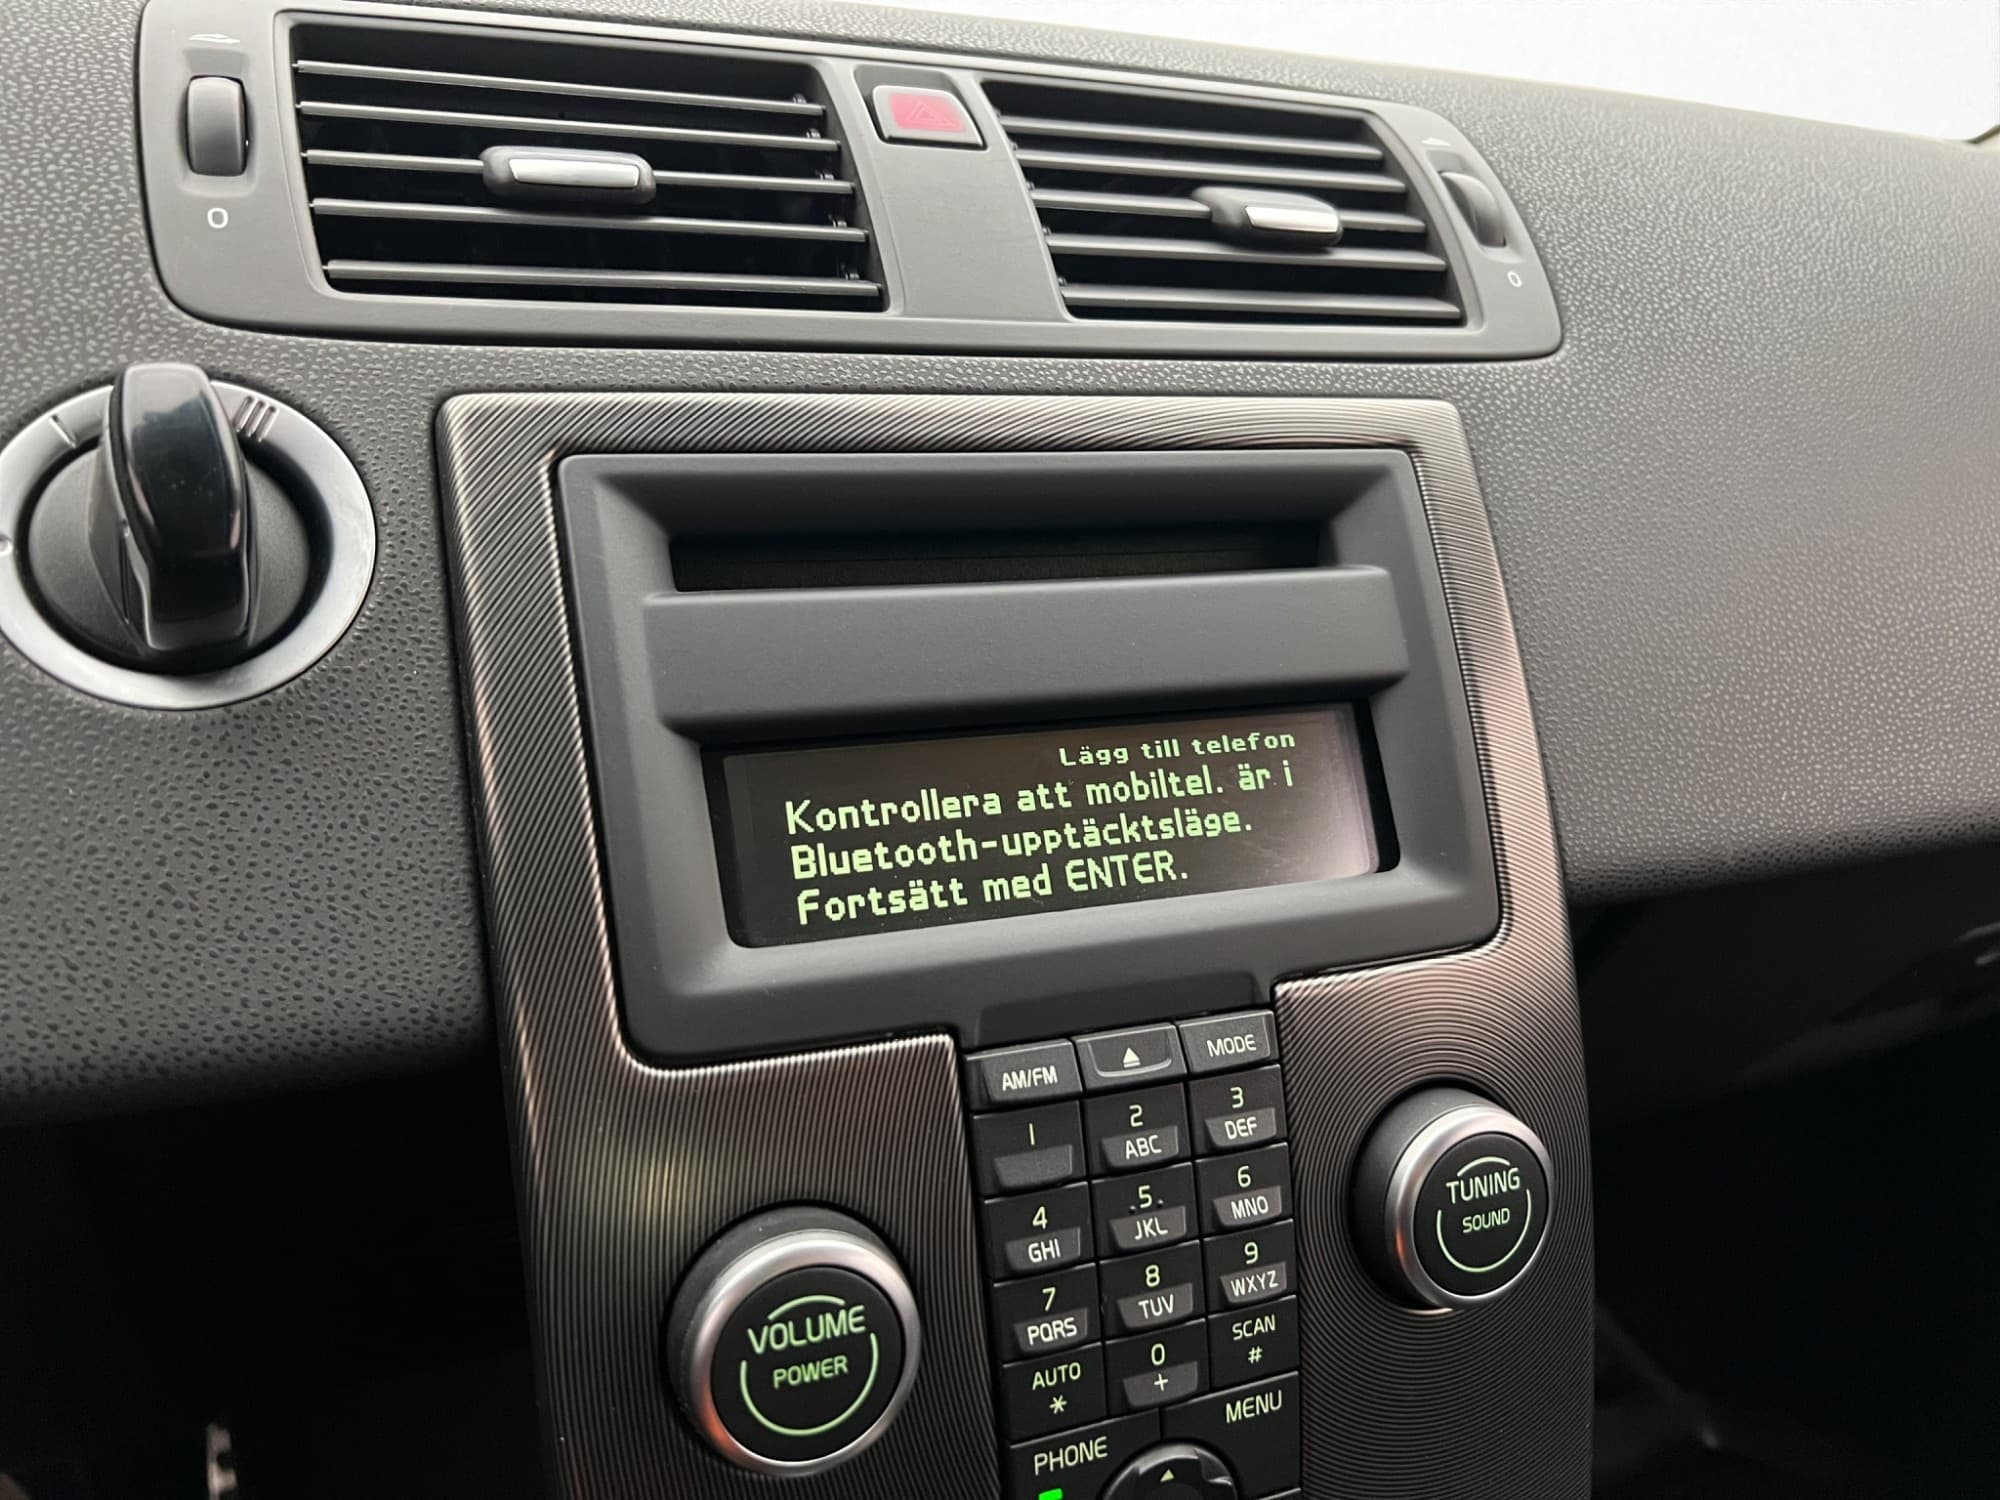 O
O
Lägg till telefon
Kontrollera att mobiltel. är i
Bluetooth-upptäcktsläge.
Fortsätt med ENTER.
AM/FM
MODE
1
2
ABC
3
DEF
4
GHI
.5.
JKL
6
MNO
7
PQRS
8
TUV
9
WXYZ
AUTO
*
0
+
SCAN
#
PHONE
MENU
VOLUME
POWER
TUNING
SOUND